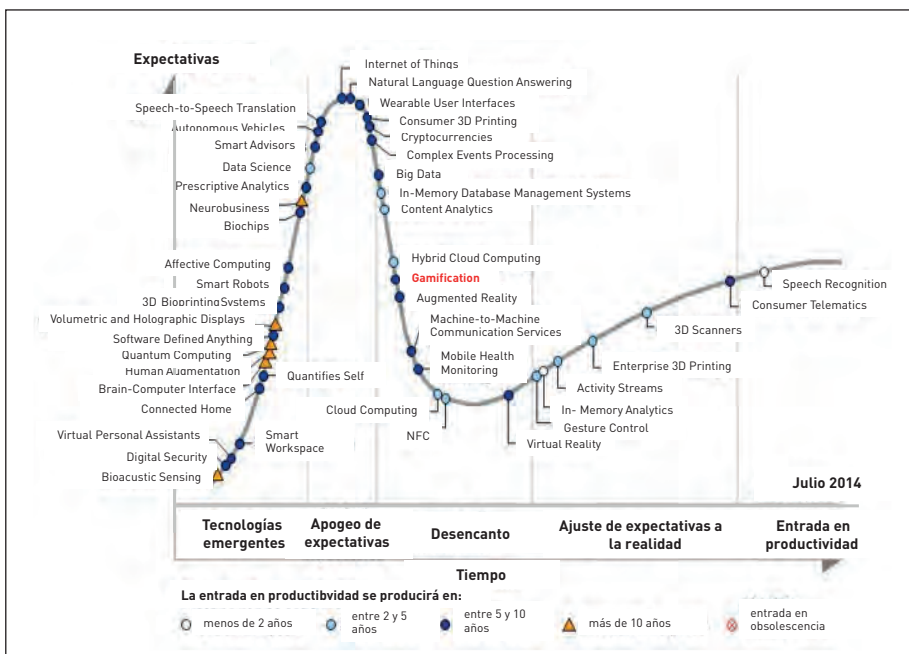 Expectativas
Internet of Things
Natural Language Question Answering
Wearable User Interfaces
Consumer 3D Printing
Cryptocurrencies
Complex Events Processing
Big Data
In-Memory Database Management Systems
Content Analytics
Speech-to-Speech Translation
Autonomous Vehicles
Smart Advisors
Data Science
Prescriptive Analytics
Neurobusiness
Biochips
Affective Computing
Smart Robots
3D Bioprinting Systems
Volumetric and Holographic Displays
Software Defined Anything
Quantum Computing
Human Augmentation
Brain-Computer Interface
Connected Home
Quantifies Self
Virtual Personal Assistants
Digital Security
Bioacustic Sensing
Smart
Workspace
Hybrid Cloud Computing
Gamification
Augmented Reality
Machine-to-Machine
Communication Services
Mobile Health
Monitoring
Cloud Computing
NFC
Virtual Reality
Gesture Control
In- Memory Analytics
Activity Streams
Enterprise 3D Printing
3D Scanners
Consumer Telematics
Speech Recognition
Julio 2014
Tecnologías
emergentes
Apogeo de
expectativas
Desencanto
Ajuste de expectativas a
la realidad
Entrada en
productividad
Tiempo
La entrada en productibvidad se producirá en:
menos de 2 años
entre 2 y 5
años
entre 5 y 10
años
más de 10 años
entrada en
obsolescencia